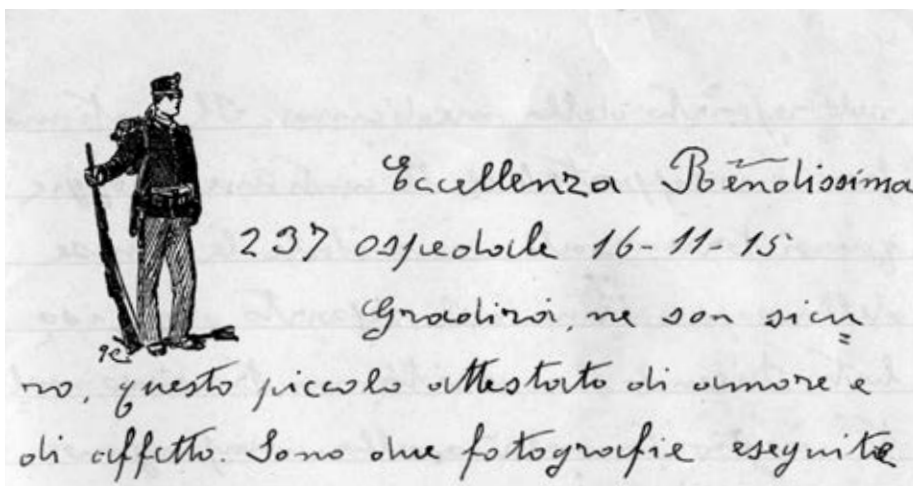 Eccellenza Rendissima
237 ospedale 16-11-15
Gradirà, ne son sicu=
ro, questo piccolo attestato di amore e
di affetto. Sono due fotografie eseguite